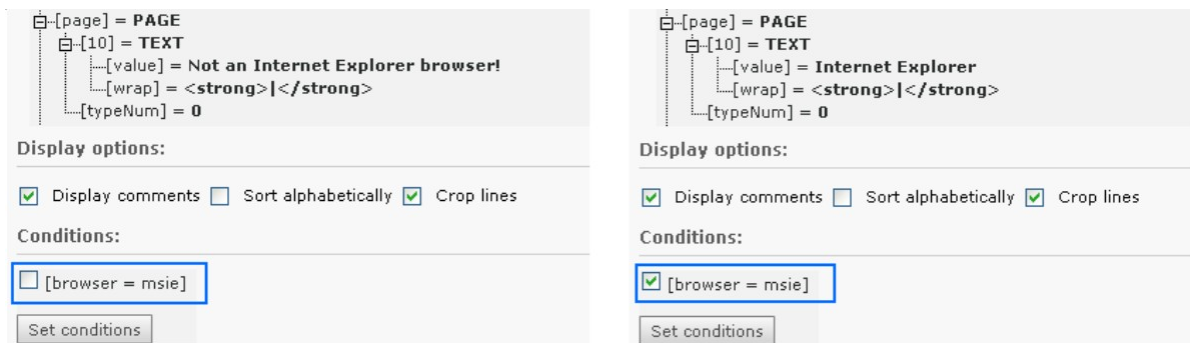 [page] = PAGE
[10] = TEXT
[value] = Not an Internet Explorer browser!
[wrap] = <strong>|</strong>
[typeNum] = 0
Display options:
Display comments Sort alphabetically Crop lines
Conditions:
[browser = msie]
Set conditions
[page] = PAGE
[10] = TEXT
[value] = Internet Explorer
[wrap] = <strong>|</strong>
[typeNum] = 0
Display options:
Display comments Sort alphabetically Crop lines
Conditions:
[browser = msie]
Set conditions